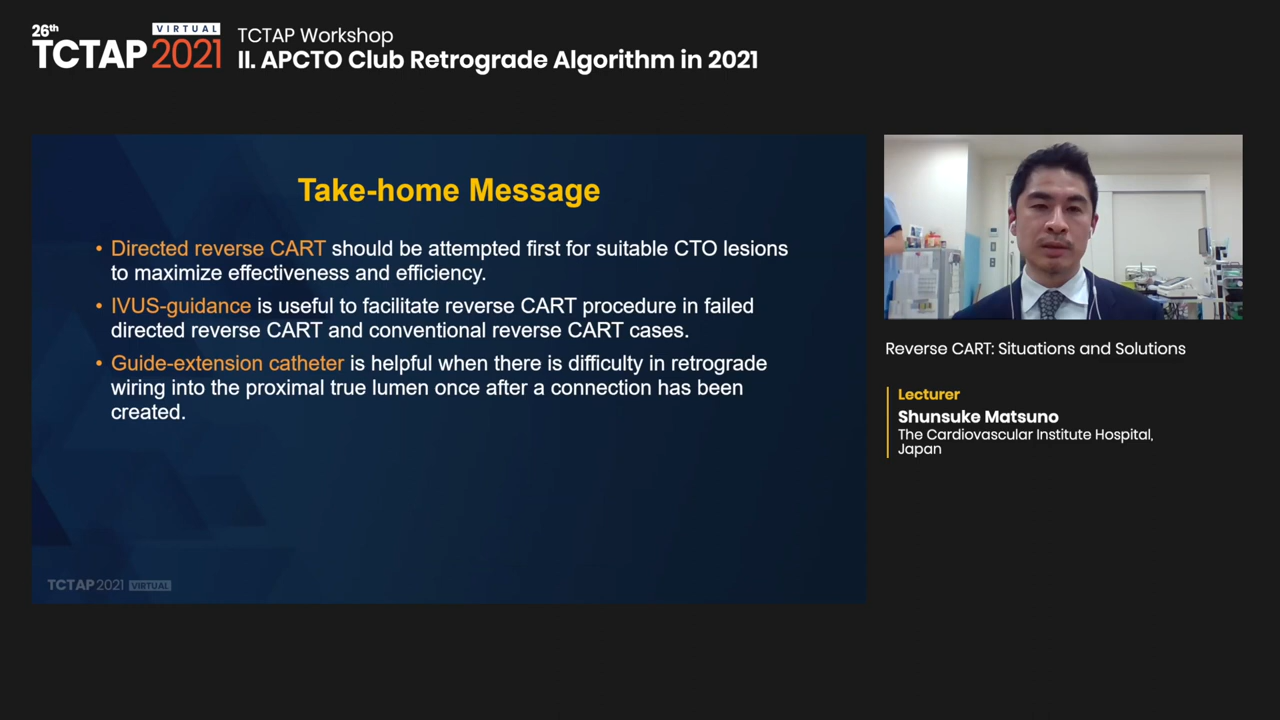 26th
VIRTUAL
TCTAP 2021
TCTAP Workshop
II. APCTO Club Retrograde Algorithm in 2021
Take-home Message
• Directed reverse CART should be attempted first for suitable CTO lesions
to maximize effectiveness and efficiency.
• IVUS-guidance is useful to facilitate reverse CART procedure in failed
directed reverse CART and conventional reverse CART cases.
• Guide-extension catheter is helpful when there is difficulty in retrograde
wiring into the proximal true lumen once after a connection has been
created.
TCTAP 2021 VIRTUAL
Reverse CART: Situations and Solutions
Lecturer
Shunsuke Matsuno
The Cardiovascular Institute Hospital,
Japan